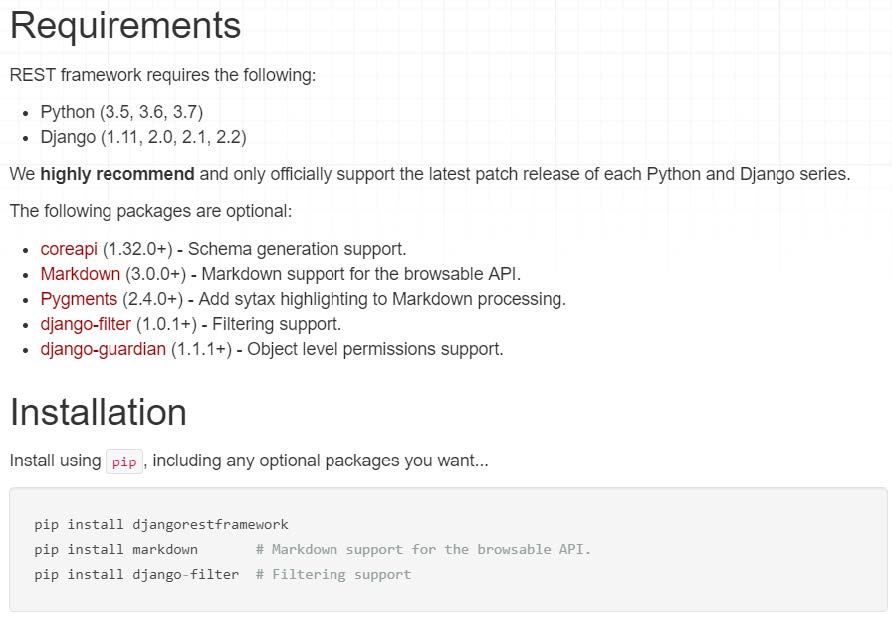 Requirements
REST framework requires the following:
• Python (3.5, 3.6, 3.7)
• Django (1.11, 2.0, 2.1, 2.2)
We highly recommend and only officially support the latest patch release of each Python and Django series.
The following packages are optional:
• coreapi (1.32.0+) - Schema generation support.
• Markdown (3.0.0+) - Markdown support for the browsable API.
• Pygments (2.4.0+) - Add sytax highlighting to Markdown processing.
• django-filter (1.0.1+) - Filtering support.
• django-guardian (1.1.1+) - Object level permissions support.
Installation
Install using pip, including any optional packages you want...
pip install djangorestframework
pip install markdown       # Markdown support for the browsable API.
pip install django-filter  # Filtering support